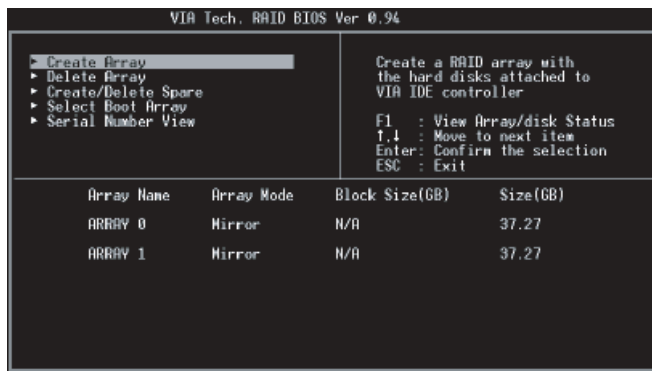 VIA Tech. RAID BIOS Ver 0.94
► Create Array
► Delete Array
► Create/Delete Spare
► Select Boot Array
► Serial Number View
Create a RAID array with
the hard disks attached to
VIA IDE controller
F1 : View Array/disk Status
↑,↓ : Move to next item
Enter: Confirm the selection
ESC : Exit
Array Name Array Mode Block Size(GB) Size(GB)
ARRAY 0 Mirror N/A 37.27
ARRAY 1 Mirror N/A 37.27